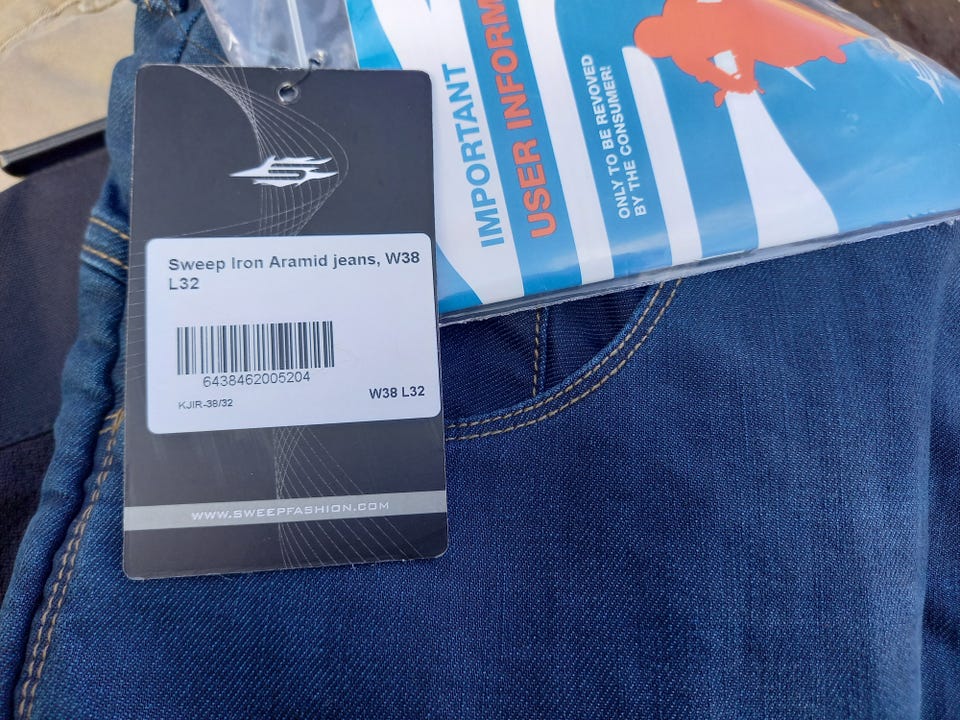 Sweep Iron Aramid jeans, W38
L32
6438462005204
KJIR-38/32
W38 L32
WWW.SWEEPFASHION.COM
IMPORTANT
USER INFORM
ONLY TO BE REVOVED
BY THE CONSUMER!